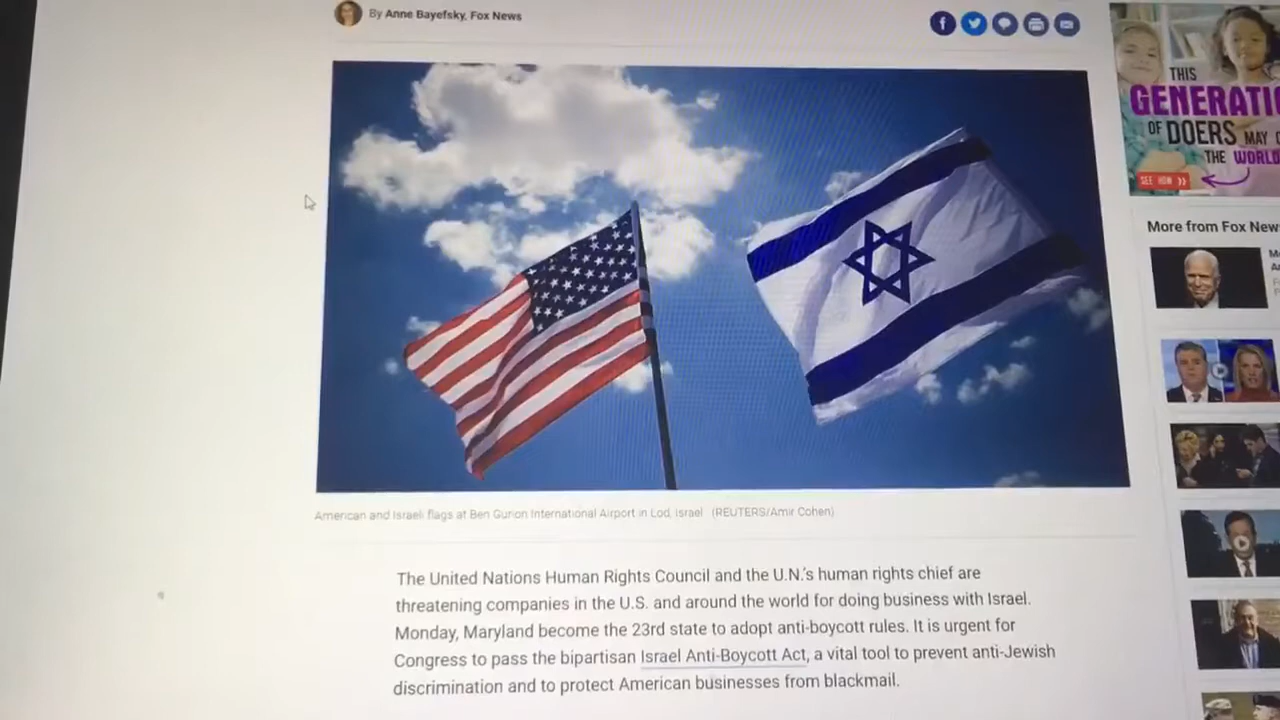 By Anne Bayefsky, Fox News
THIS
GENERATI
OF DOERS MAY
THE WORLD
SEE HOW
More from Fox New
American and Israeli flags at Ben Gurion International Airport in Lod, Israel (REUTERS/Amir Cohen)
The United Nations Human Rights Council and the U.N.'s human rights chief are
threatening companies in the U.S. and around the world for doing business with Israel.
Monday, Maryland become the 23rd state to adopt anti-boycott rules. It is urgent for
Congress to pass the bipartisan Israel Anti-Boycott Act, a vital tool to prevent anti-Jewish
discrimination and to protect American businesses from blackmail.